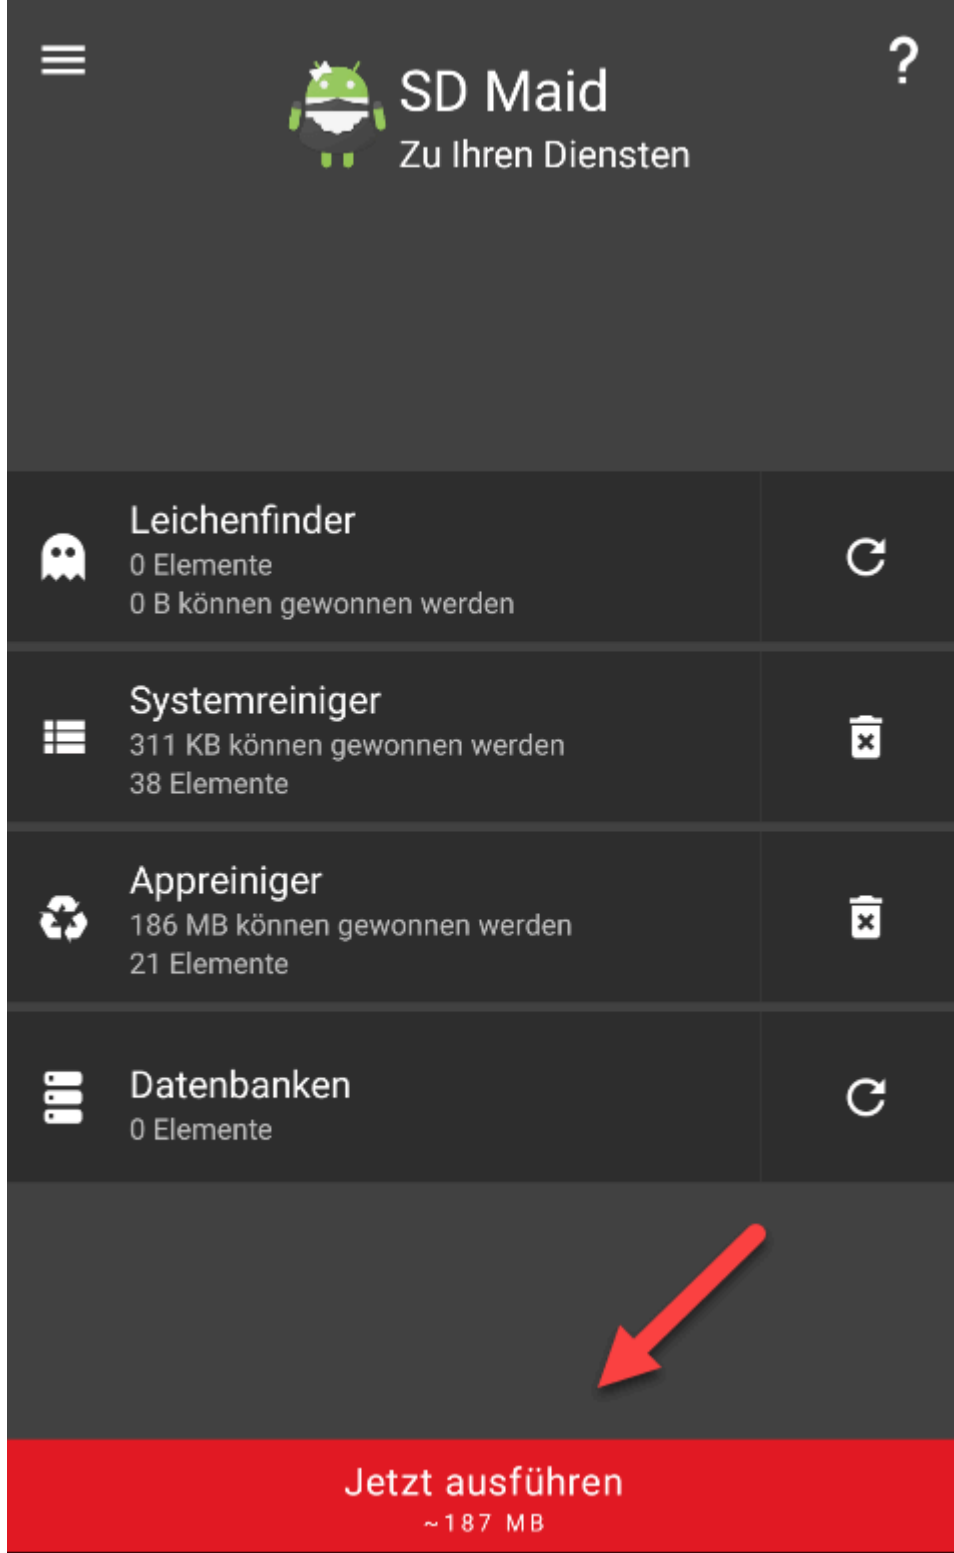 ?
SD Maid
Zu Ihren Diensten
Leichenfinder
0 Elemente
0 B können gewonnen werden
Systemreiniger
311 KB können gewonnen werden
38 Elemente
Appreiniger
186 MB können gewonnen werden
21 Elemente
Datenbanken
0 Elemente
Jetzt ausführen
~187 MB